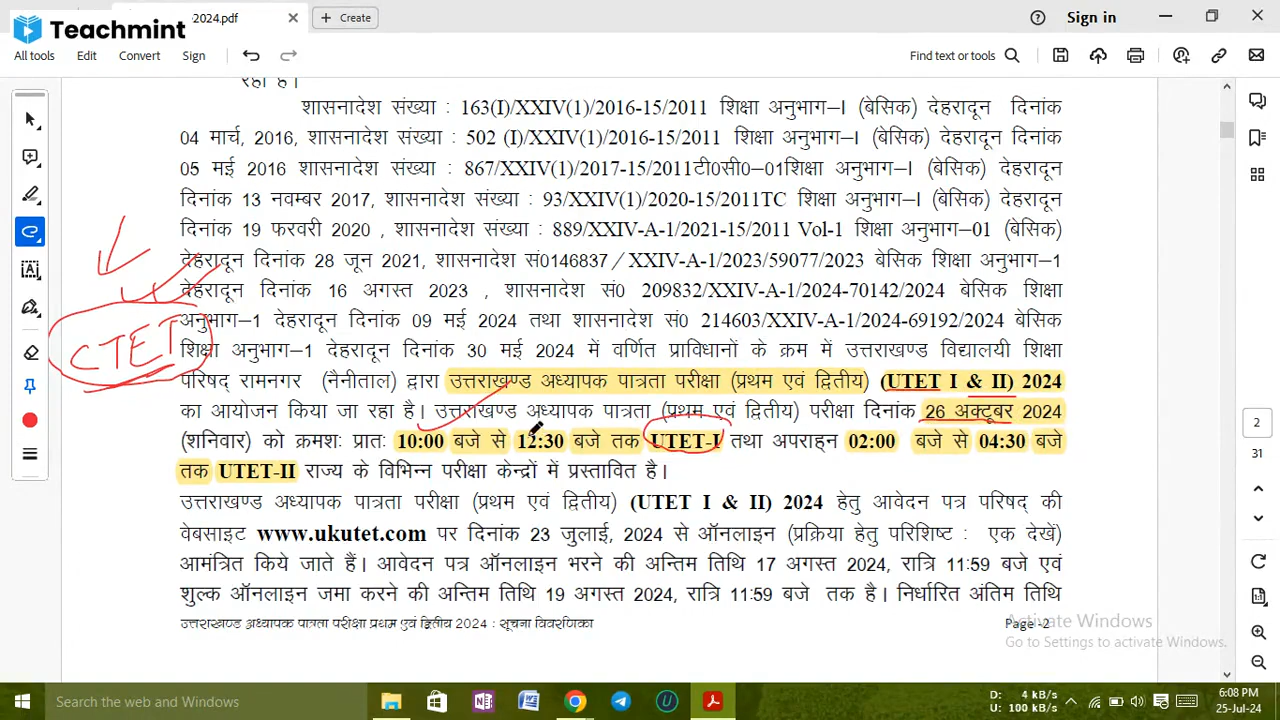 Teachmint
2024.pdf
Create
Sign in
All tools
Edit
Convert
Sign
Find text or tools
रहा है।
शासनादेश संख्या : 163(I)/XXIV(1)/2016-15/2011 शिक्षा अनुभाग-I (बेसिक) देहरादून दिनांक
04 मार्च, 2016, शासनादेश संख्या : 502 (I)/XXIV(1)/2016-15/2011 शिक्षा अनुभाग–I (बेसिक) देहरादून दिनांक
05 मई 2016 शासनादेश संख्या : 867/XXIV(1)/2017-15/2011टी0सी0–01शिक्षा अनुभाग–I (बेसिक) देहरादून
दिनांक 13 नवम्बर 2017, शासनादेश संख्या : 93/XXIV(1)/2020-15/2011TC शिक्षा अनुभाग–I (बेसिक) देहरादून
दिनांक 19 फरवरी 2020 , शासनादेश संख्या : 889/XXIV-A-1/2021-15/2011 Vol-1 शिक्षा अनुभाग–01 (बेसिक)
देहरादून दिनांक 28 जून 2021, शासनादेश सं0146837/ XXIV-A-1/2023/59077/2023 बेसिक शिक्षा अनुभाग–1
देहरादून दिनांक 16 अगस्त 2023 , शासनादेश सं0 209832/XXIV-A-1/2024-70142/2024 बेसिक शिक्षा
अनुभाग–1 देहरादून दिनांक 09 मई 2024 तथा शासनादेश सं0 214603/XXIV-A-1/2024-69192/2024 बेसिक
CTET
शिक्षा अनुभाग–1 देहरादून दिनांक 30 मई 2024 में वर्णित प्राविधानों के क्रम में उत्तराखण्ड विद्यालयी शिक्षा
परिषद् रामनगर (नैनीताल) द्वारा उत्तराखण्ड अध्यापक पात्रता परीक्षा (प्रथम एवं द्वितीय) (UTET I & II) 2024
का आयोजन किया जा रहा है। उत्तराखण्ड अध्यापक पात्रता (प्रथम एवं द्वितीय) परीक्षा दिनांक 26 अक्टूबर 2024
(शनिवार) को क्रमशः प्रातः 10:00 बजे से 12:30 बजे तक UTET-I तथा अपराह्न 02:00 बजे से 04:30 बजे
तक UTET-II राज्य के विभिन्न परीक्षा केन्द्रों में प्रस्तावित है।
उत्तराखण्ड अध्यापक पात्रता परीक्षा (प्रथम एवं द्वितीय) (UTET I & II) 2024 हेतु आवेदन पत्र परिषद की
वेबसाइट www.ukutet.com पर दिनांक 23 जुलाई, 2024 से ऑनलाइन (प्रक्रिया हेतु परिशिष्ट : एक देखें)
आमंत्रित किये जाते हैं। आवेदन पत्र ऑनलाइन भरने की अन्तिम तिथि 17 अगस्त 2024, रात्रि 11:59 बजे एवं
शुल्क ऑनलाइन जमा करने की अन्तिम तिथि 19 अगस्त 2024, रात्रि 11:59 बजे तक है। निर्धारित अंतिम तिथि
उत्तराखण्ड अध्यापक पात्रता परीक्षा प्रथम एवं द्वितीय 2024 : सूचना विवरणिका
Page -2
2
31
Activate Windows
Go to Settings to activate Windows.
Search the web and Windows
D: 4 kB/s
U: 100 kB/s
6:08 PM
25-Jul-24